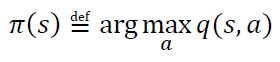 π(s) ≝ arg max_a q(s, a)